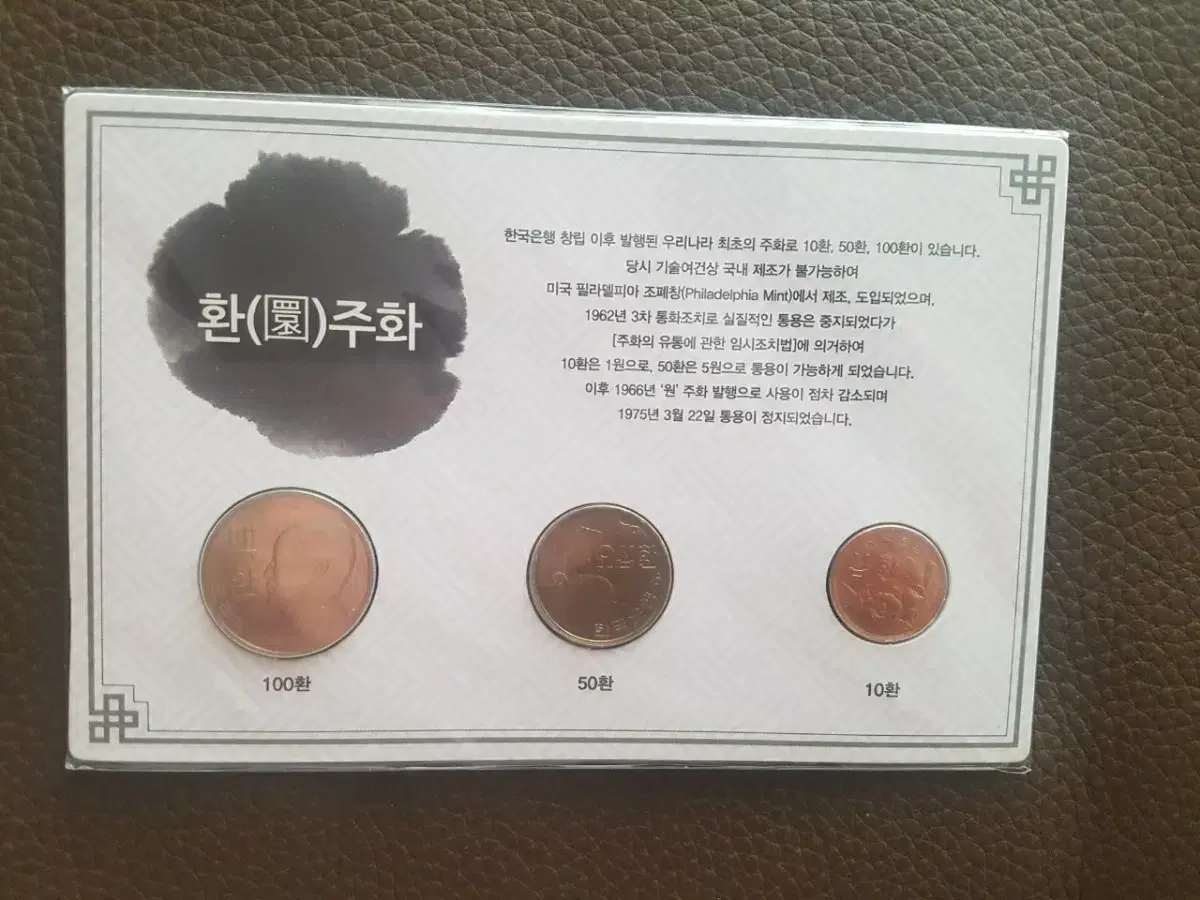 환(圜)주화
한국은행 창립 이후 발행된 우리나라 최초의 주화로 10환, 50환, 100환이 있습니다.
당시 기술여건상 국내 제조가 불가능하여
미국 필라델피아 조폐창(Philadelphia Mint)에서 제조, 도입되었으며,
1962년 3차 통화조치로 실질적인 통용은 중지되었다가
[주화의 유통에 관한 임시조치법]에 의거하여
10환은 1원으로, 50환은 5원으로 통용이 가능하게 되었습니다.
이후 1966년 '원' 주화 발행으로 사용이 점차 감소되며
1975년 3월 22일 통용이 정지되었습니다.
백환
오십환
한국은행
100환
50환
10환